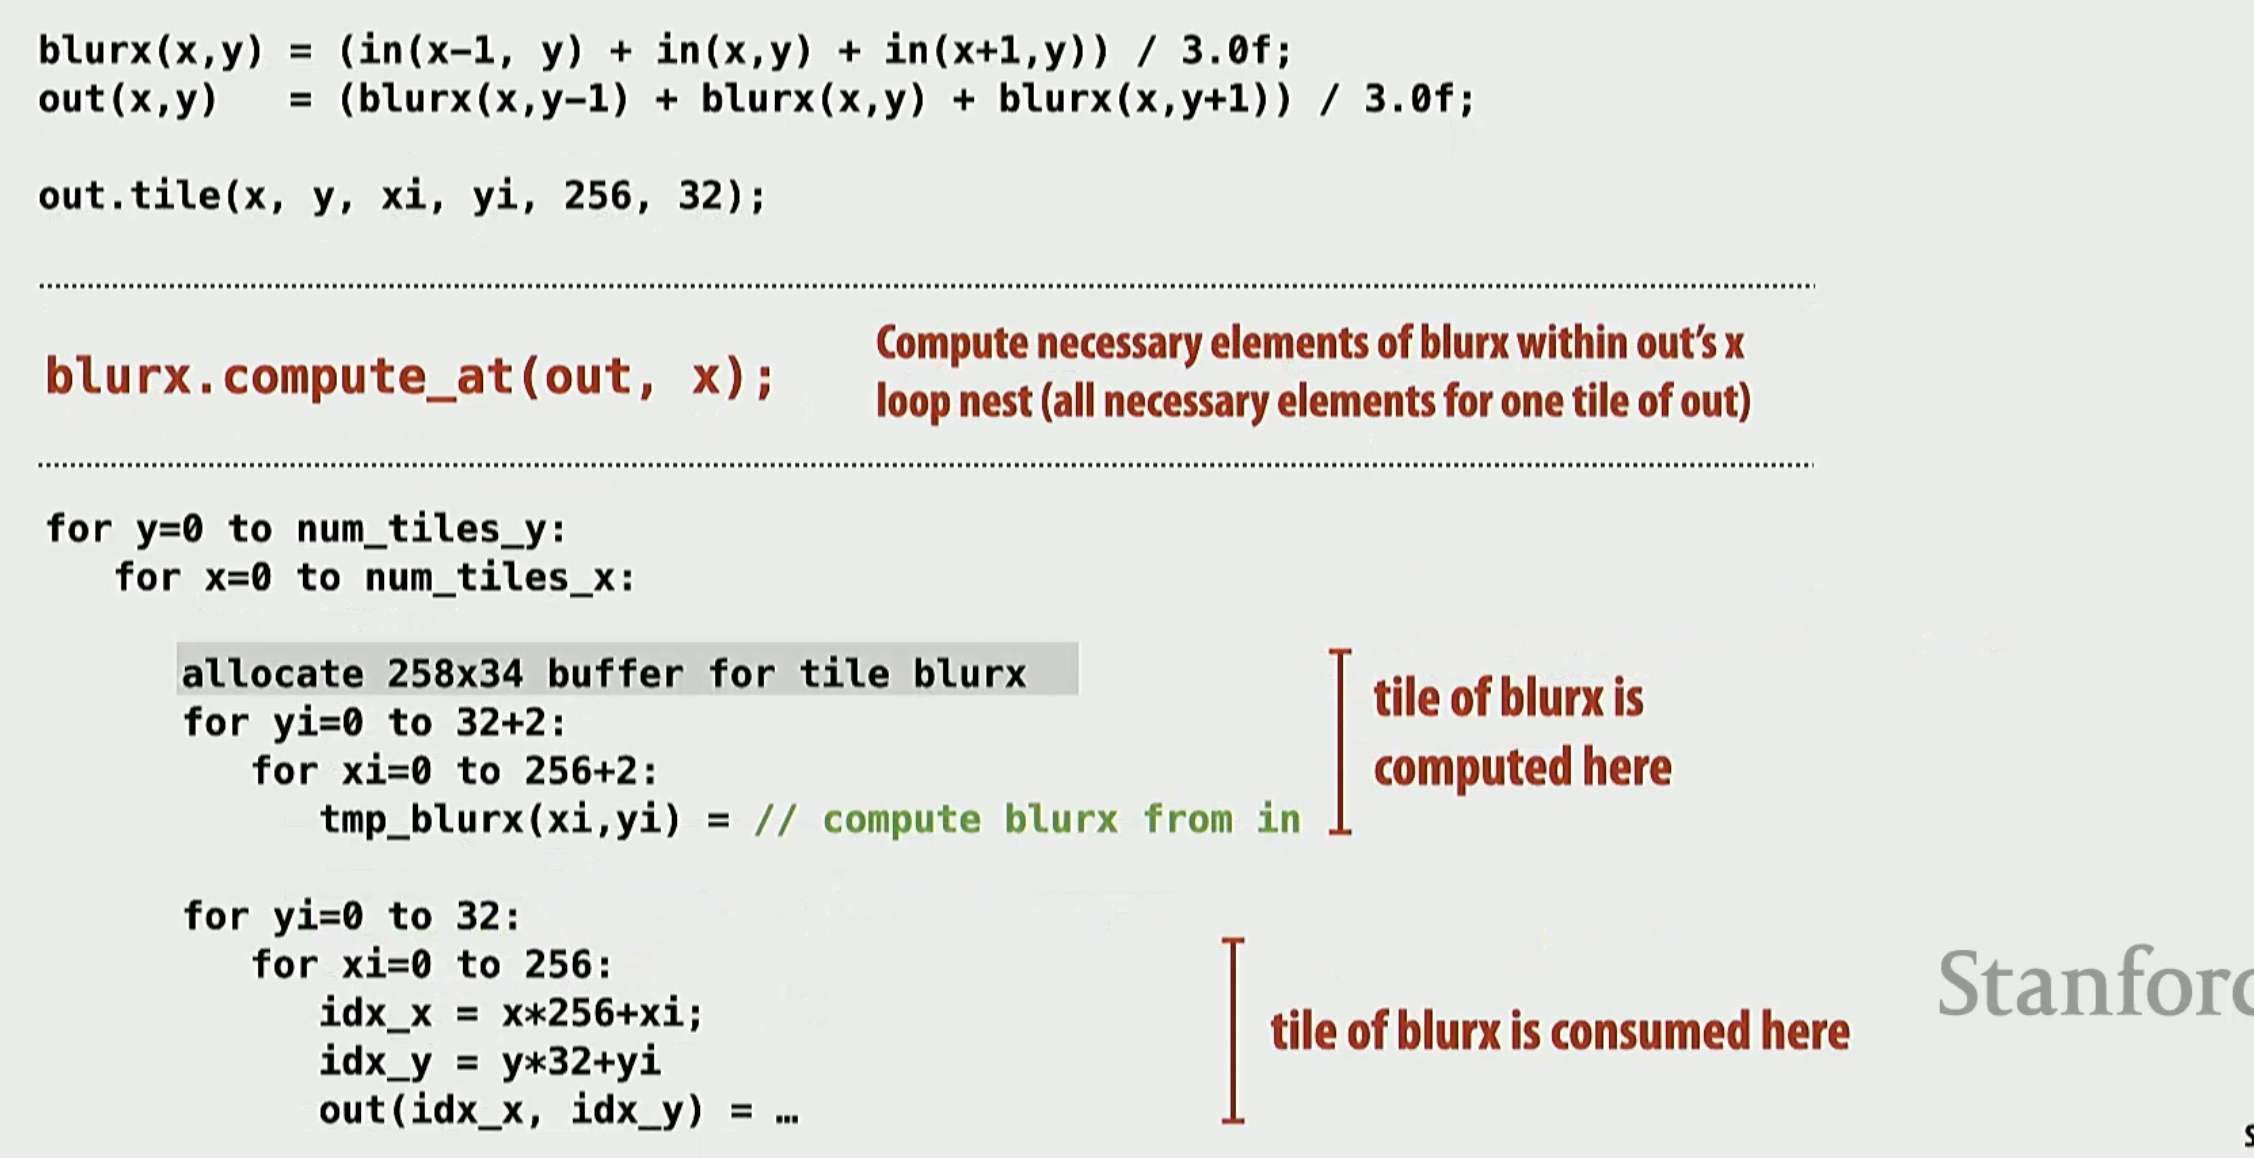 blurx(x,y) = (in(x-1, y) + in(x,y) + in(x+1,y)) / 3.0f;
out(x,y)   = (blurx(x,y-1) + blurx(x,y) + blurx(x,y+1)) / 3.0f;
out.tile(x, y, xi, yi, 256, 32);
blurx.compute_at(out, x);
Compute necessary elements of blurx within out’s x
loop nest (all necessary elements for one tile of out)
for y=0 to num_tiles_y:
for x=0 to num_tiles_x:
allocate 258x34 buffer for tile blurx
for yi=0 to 32+2:
for xi=0 to 256+2:
tmp_blurx(xi,yi) = // compute blurx from in
tile of blurx is
computed here
for yi=0 to 32:
for xi=0 to 256:
idx_x = x*256+xi;
idx_y = y*32+yi
out(idx_x, idx_y) = …
tile of blurx is consumed here